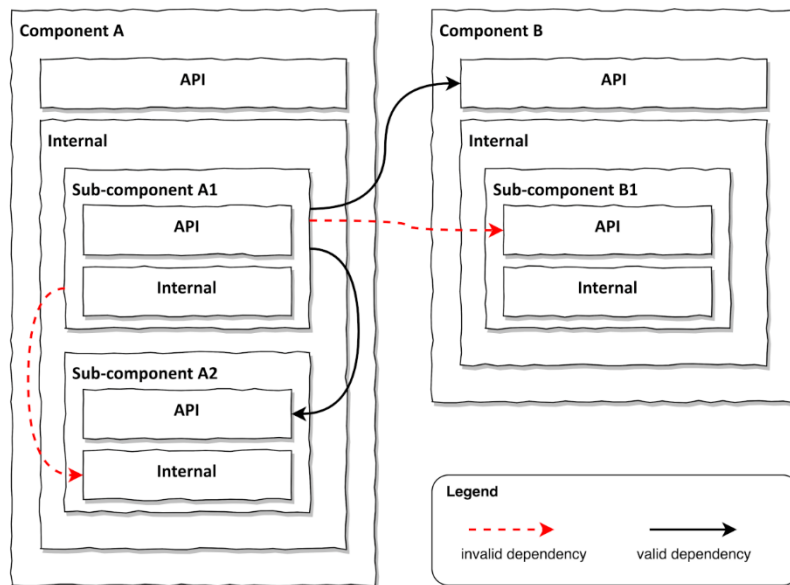 Component A
API
Internal
Sub-component A1
API
Internal
Sub-component A2
API
Internal
Component B
API
Internal
Sub-component B1
API
Internal
Legend
invalid dependency
valid dependency